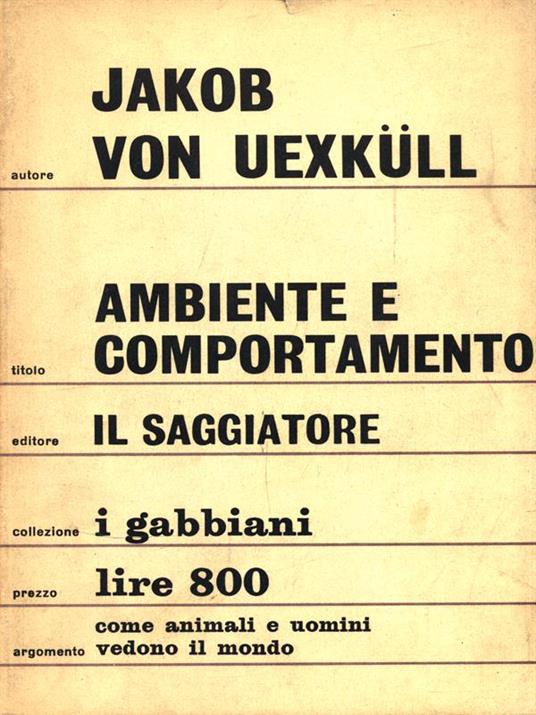 JAKOB
autore VON UEXKÜLL
AMBIENTE E
titolo COMPORTAMENTO
editore IL SAGGIATORE
collezione i gabbiani
prezzo lire 800
come animali e uomini
argomento vedono il mondo